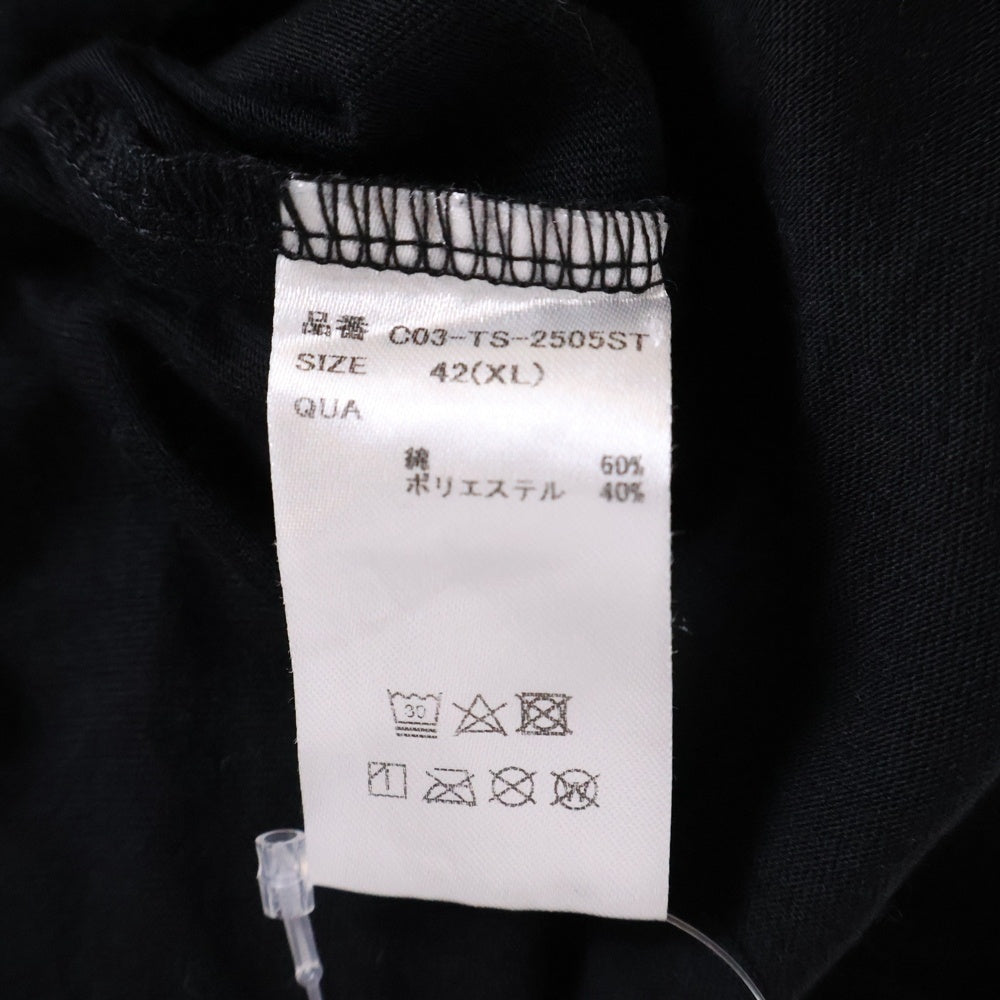 品番 C03-TS-2505ST
SIZE 42(XL)
QUA
綿 60%
ポリエステル 40%
30